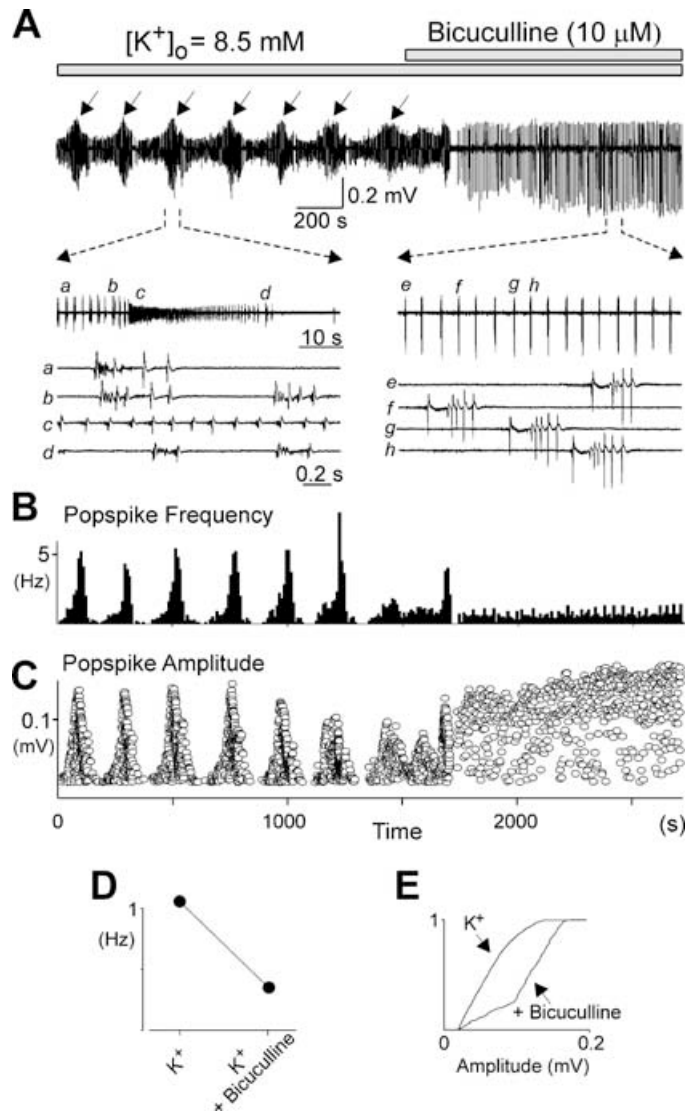 A
[K+]o = 8.5 mM
Bicuculline (10 μM)
0.2 mV
200 s
a b c d
10 s
a
b
c
d
0.2 s
e f g h
e
f
g
h
B
Popspike Frequency
5
(Hz)
C
Popspike Amplitude
0.1
(mV)
0 1000 2000 (s)
Time
D
1
(Hz)
K+
K+
+ Bicuculline
E
1
K+
+ Bicuculline
0 0.2
Amplitude (mV)